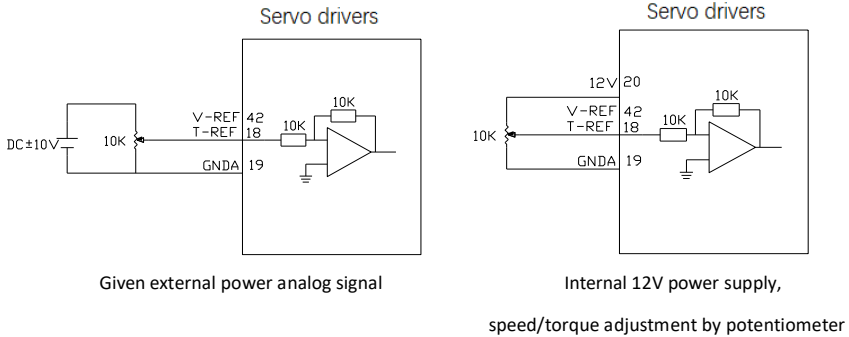 Servo drivers
DC±10V
10K
V-REF 42
T-REF 18
GNDA 19
10K
10K
Given external power analog signal
Servo drivers
10K
12V 20
V-REF 42
T-REF 18
GNDA 19
10K
10K
Internal 12V power supply,
speed/torque adjustment by potentiometer